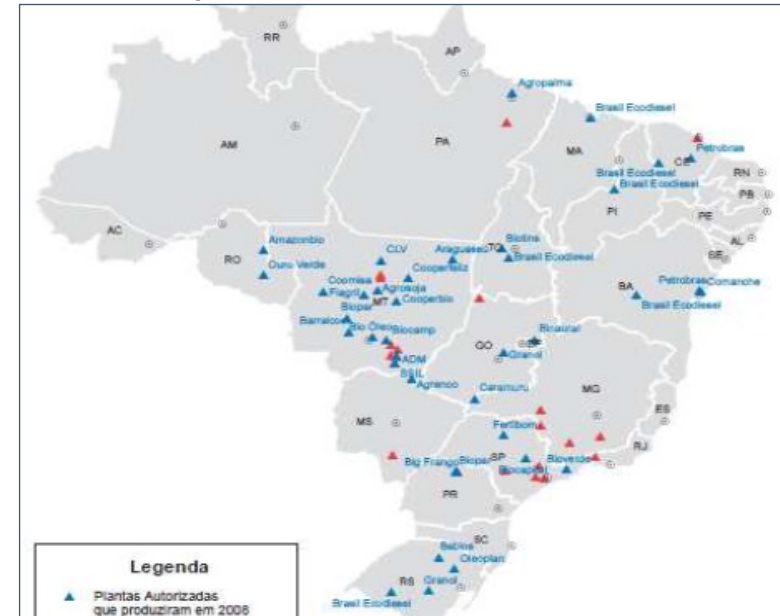 RR
AP
Agropalma
Brasil Ecodiesel
AM
PA
MA
CE
Petrobras
RN
Brasil Ecodiesel
Brasil Ecodiesel
PB
PI
PE
AC
AL
SE
Amazonbio
RO
Ouro Verde
CLV
Araguassu
TO
Biotins
Brasil Ecodiesel
Coomisa
Cooperfeliz
Fiagril
Agrosoja
BA
Petrobras
Comanche
Biopar
MT
Cooperbio
Brasil Ecodiesel
Barralcool
Bio Óleo
Biocamp
Binatural
GO
DF
Granol
ADM
SSIL
Agrenco
Caramuru
MG
MS
ES
Fertibom
RJ
Big Frango
Biopar
SP
Bioverde
Biocapital
PR
SC
Sabina
Oleoplan
RS
Granol
Brasil Ecodiesel
Legenda
Plantas Autorizadas
que produziram em 2008